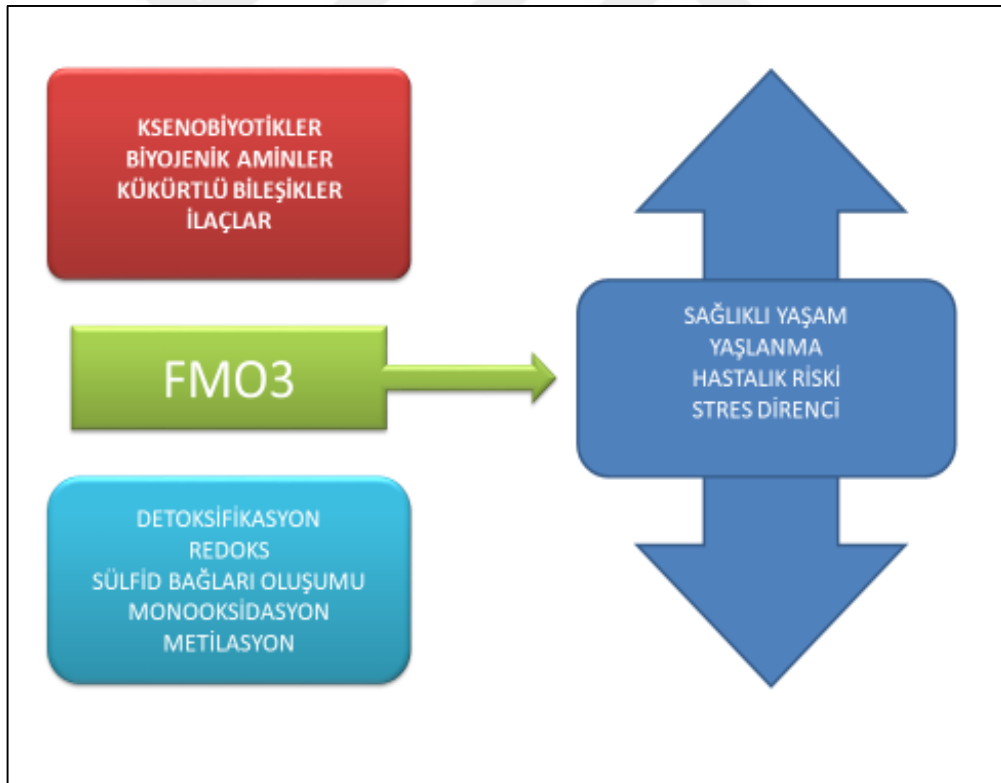 KSENOBİYOTİKLER
BİYOJENİK AMİNLER
KÜKÜRTLÜ BİLEŞİKLER
İLAÇLAR
FMO3
DETOKSİFİKASYON
REDOKS
SÜLFİD BAĞLARI OLUŞUMU
MONOOKSİDASYON
METİLASYON
SAĞLIKLI YAŞAM
YAŞLANMA
HASTALIK RİSKİ
STRES DİRENCİ